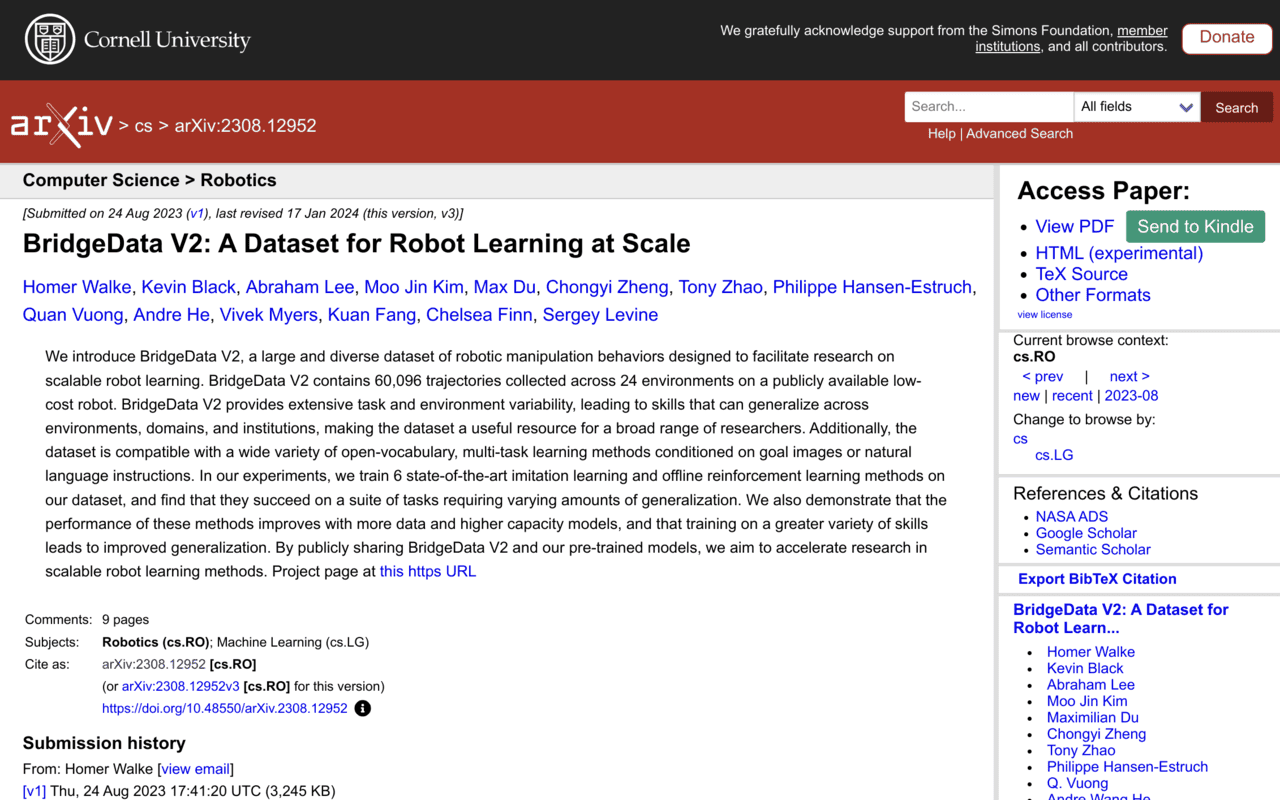 Cornell University
We gratefully acknowledge support from the Simons Foundation, member
institutions, and all contributors.
Donate
arXiv > cs > arXiv:2308.12952
Search...
All fields
Search
Help | Advanced Search
Computer Science > Robotics
[Submitted on 24 Aug 2023 (v1), last revised 17 Jan 2024 (this version, v3)]
BridgeData V2: A Dataset for Robot Learning at Scale
Homer Walke, Kevin Black, Abraham Lee, Moo Jin Kim, Max Du, Chongyi Zheng, Tony Zhao, Philippe Hansen-Estruch,
Quan Vuong, Andre He, Vivek Myers, Kuan Fang, Chelsea Finn, Sergey Levine
We introduce BridgeData V2, a large and diverse dataset of robotic manipulation behaviors designed to facilitate research on
scalable robot learning. BridgeData V2 contains 60,096 trajectories collected across 24 environments on a publicly available low-
cost robot. BridgeData V2 provides extensive task and environment variability, leading to skills that can generalize across
environments, domains, and institutions, making the dataset a useful resource for a broad range of researchers. Additionally, the
dataset is compatible with a wide variety of open-vocabulary, multi-task learning methods conditioned on goal images or natural
language instructions. In our experiments, we train 6 state-of-the-art imitation learning and offline reinforcement learning methods on
our dataset, and find that they succeed on a suite of tasks requiring varying amounts of generalization. We also demonstrate that the
performance of these methods improves with more data and higher capacity models, and that training on a greater variety of skills
leads to improved generalization. By publicly sharing BridgeData V2 and our pre-trained models, we aim to accelerate research in
scalable robot learning methods. Project page at this https URL
Comments: 9 pages
Subjects: Robotics (cs.RO); Machine Learning (cs.LG)
Cite as: arXiv:2308.12952 [cs.RO]
(or arXiv:2308.12952v3 [cs.RO] for this version)
https://doi.org/10.48550/arXiv.2308.12952
Submission history
From: Homer Walke [view email]
[v1] Thu, 24 Aug 2023 17:41:20 UTC (3,245 KB)
Access Paper:
View PDF
Send to Kindle
HTML (experimental)
TeX Source
Other Formats
view license
Current browse context:
cs.RO
< prev | next >
new | recent | 2023-08
Change to browse by:
cs
cs.LG
References & Citations
NASA ADS
Google Scholar
Semantic Scholar
Export BibTeX Citation
BridgeData V2: A Dataset for
Robot Learn...
Homer Walke
Kevin Black
Abraham Lee
Moo Jin Kim
Maximilian Du
Chongyi Zheng
Tony Zhao
Philippe Hansen-Estruch
Q. Vuong
Andre Wang He